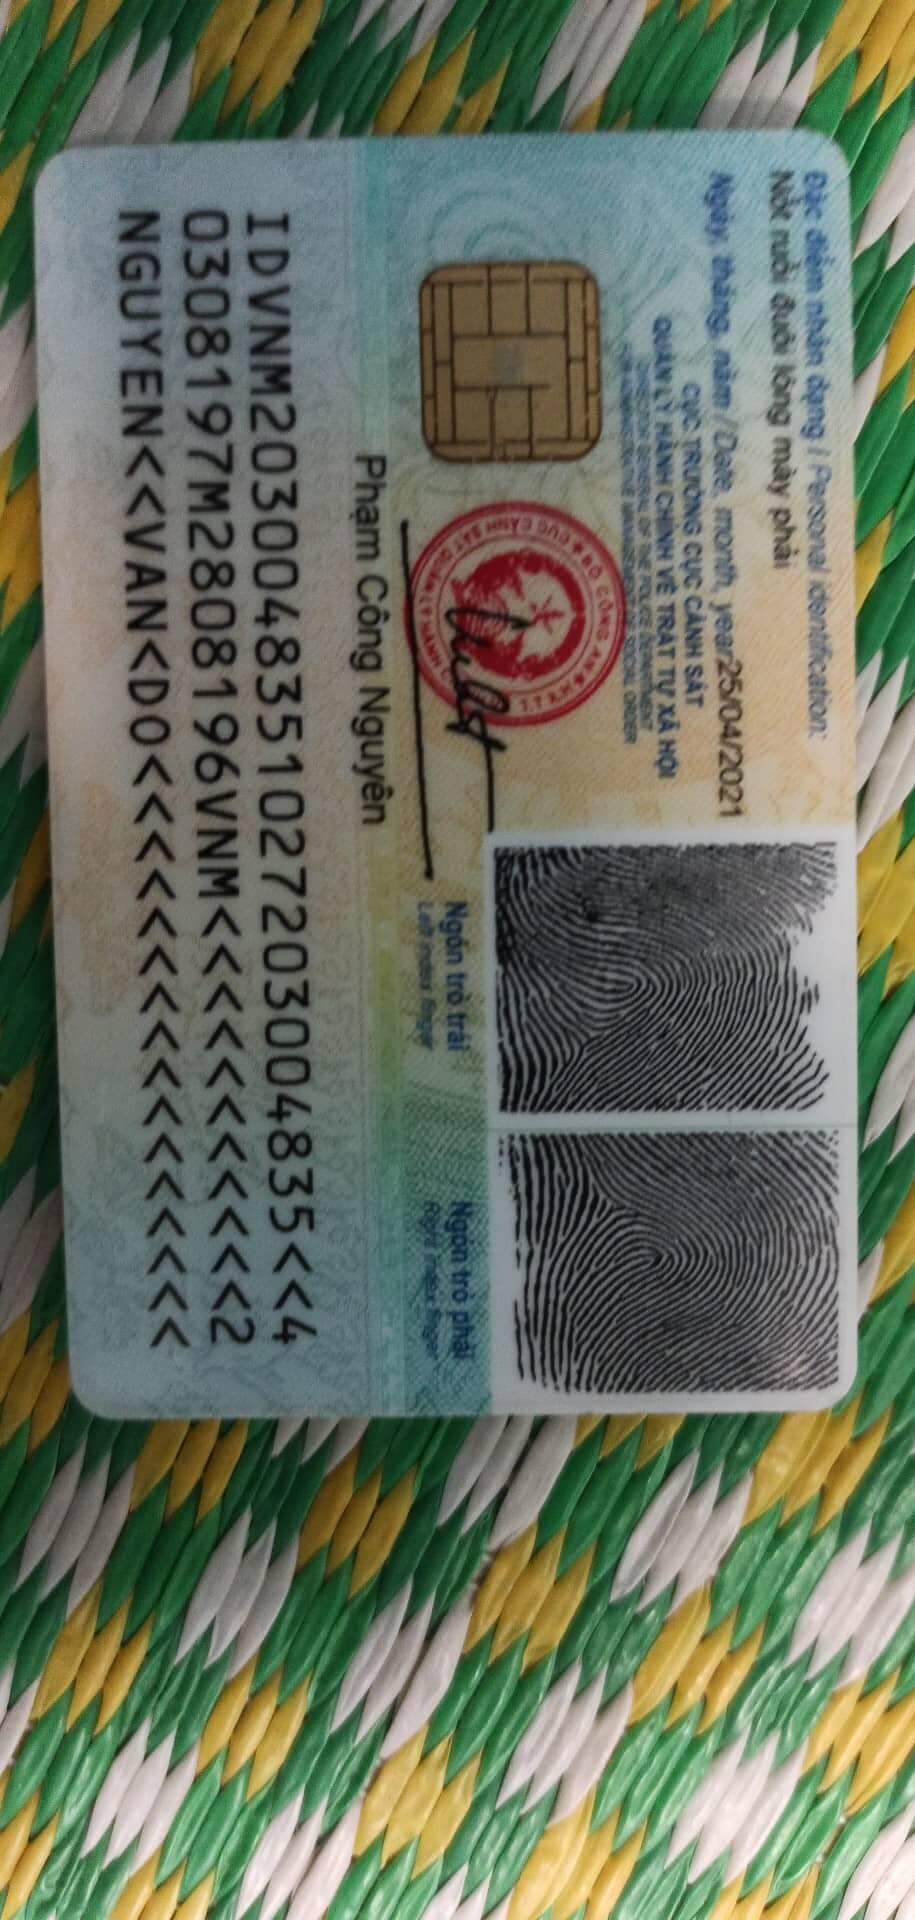 Đặc điểm nhân dạng / Personal identification:
Nốt ruồi đuôi lông mày phải
Ngày, tháng, năm / Date, month, year: 25/04/2021
CỤC TRƯỞNG CỤC CẢNH SÁT
QUẢN LÝ HÀNH CHÍNH VỀ TRẬT TỰ XÃ HỘI
Phạm Công Nguyên
Ngón trỏ trái
Left index finger
Ngón trỏ phải
Right index finger
IDVNM2030048351027203004835<<4
0308197M2808196VNM<<<<<<<<<<<2
NGUYEN<<VAN<DO<<<<<<<<<<<<<<<<